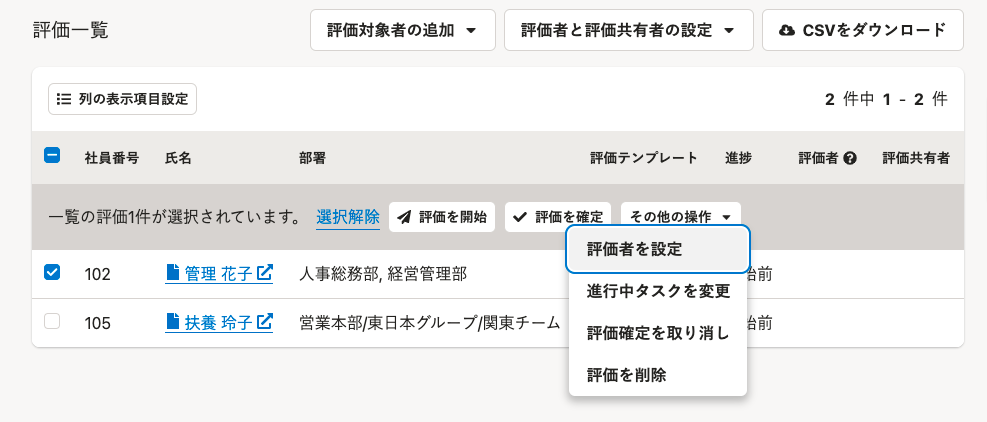 評価一覧
評価対象者の追加
評価者と評価共有者の設定
CSVをダウンロード
列の表示項目設定
2 件中 1 - 2 件
社員番号 氏名 部署 評価テンプレート 進捗 評価者 評価共有者
一覧の評価1件が選択されています。 選択解除 評価を開始 評価を確定 その他の操作
評価者を設定
102 管理 花子 人事総務部, 経営管理部 始前
進行中タスクを変更
105 扶養 玲子 営業本部/東日本グループ/関東チーム 始前
評価確定を取り消し
評価を削除